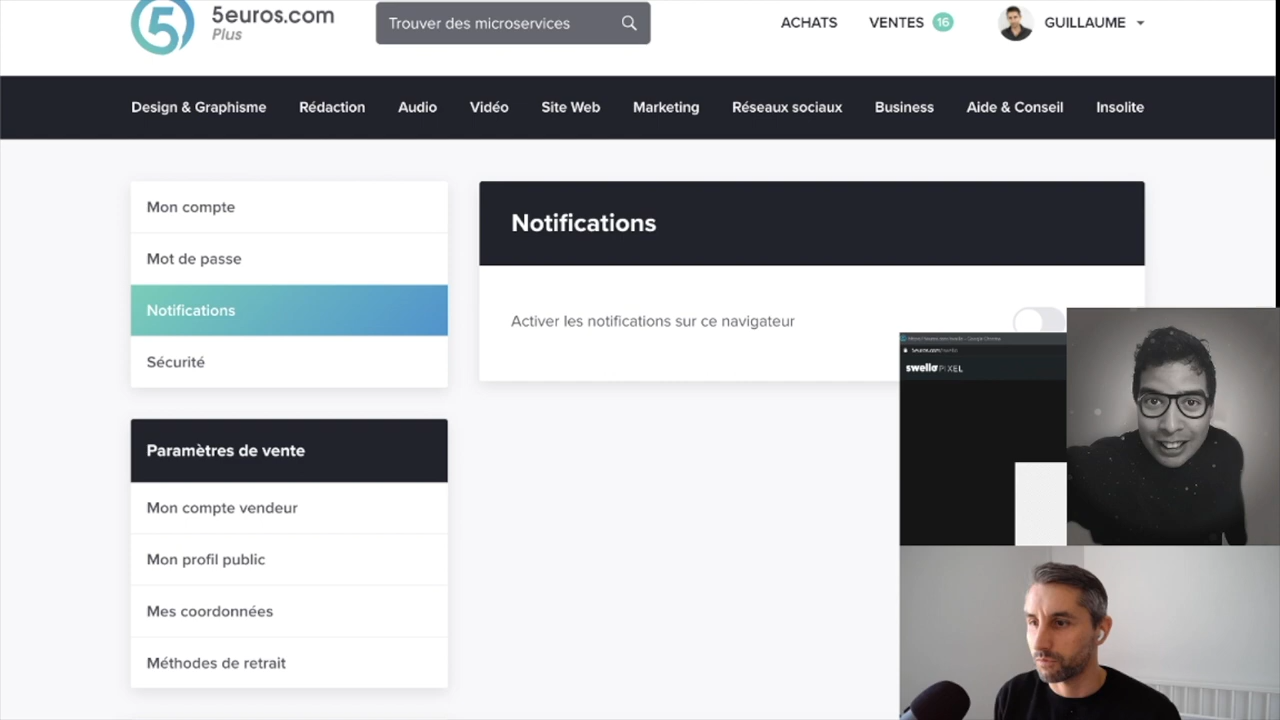 5euros.com
Plus
Trouver des microservices
ACHATS
VENTES 16
GUILLAUME
Design & Graphisme
Rédaction
Audio
Vidéo
Site Web
Marketing
Réseaux sociaux
Business
Aide & Conseil
Insolite
Mon compte
Mot de passe
Notifications
Sécurité
Paramètres de vente
Mon compte vendeur
Mon profil public
Mes coordonnées
Méthodes de retrait
Notifications
Activer les notifications sur ce navigateur
swello PIXEL